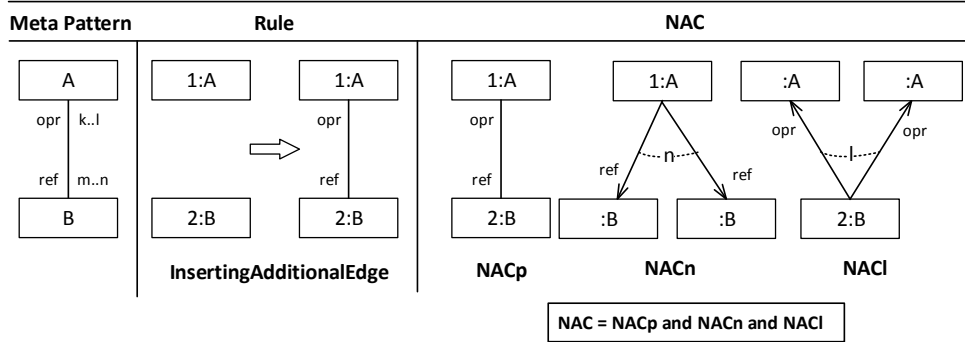 Meta Pattern Rule NAC
A 1:A 1:A 1:A 1:A :A :A
opr k..l opr opr opr opr
n l
ref m..n ref ref ref ref
B 2:B 2:B 2:B :B :B 2:B
InsertingAdditionalEdge NACp NACn NACl
NAC = NACp and NACn and NACl